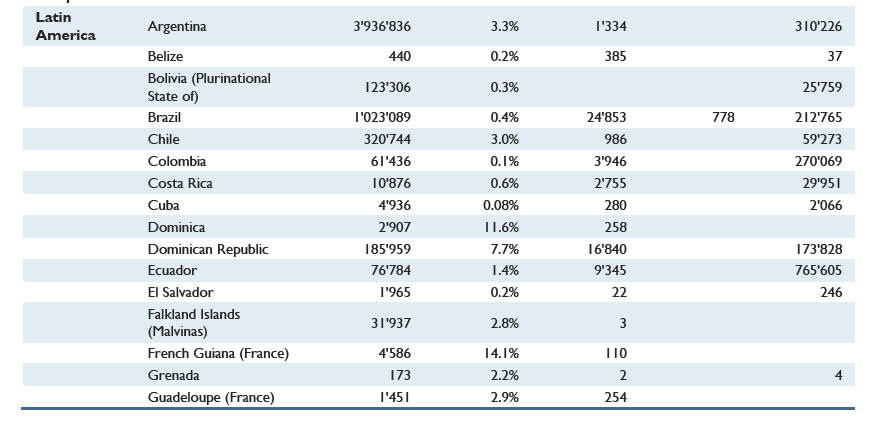 Latin America Argentina 3'936'836 3.3% 1'334 310'226
Belize 440 0.2% 385 37
Bolivia (Plurinational State of) 123'306 0.3% 25'759
Brazil 1'023'089 0.4% 24'853 778 212'765
Chile 320'744 3.0% 986 59'273
Colombia 61'436 0.1% 3'946 270'069
Costa Rica 10'876 0.6% 2'755 29'951
Cuba 4'936 0.08% 280 2'066
Dominica 2'907 11.6% 258
Dominican Republic 185'959 7.7% 16'840 173'828
Ecuador 76'784 1.4% 9'345 765'605
El Salvador 1'965 0.2% 22 246
Falkland Islands (Malvinas) 31'937 2.8% 3
French Guiana (France) 4'586 14.1% 110
Grenada 173 2.2% 2 4
Guadeloupe (France) 1'451 2.9% 254